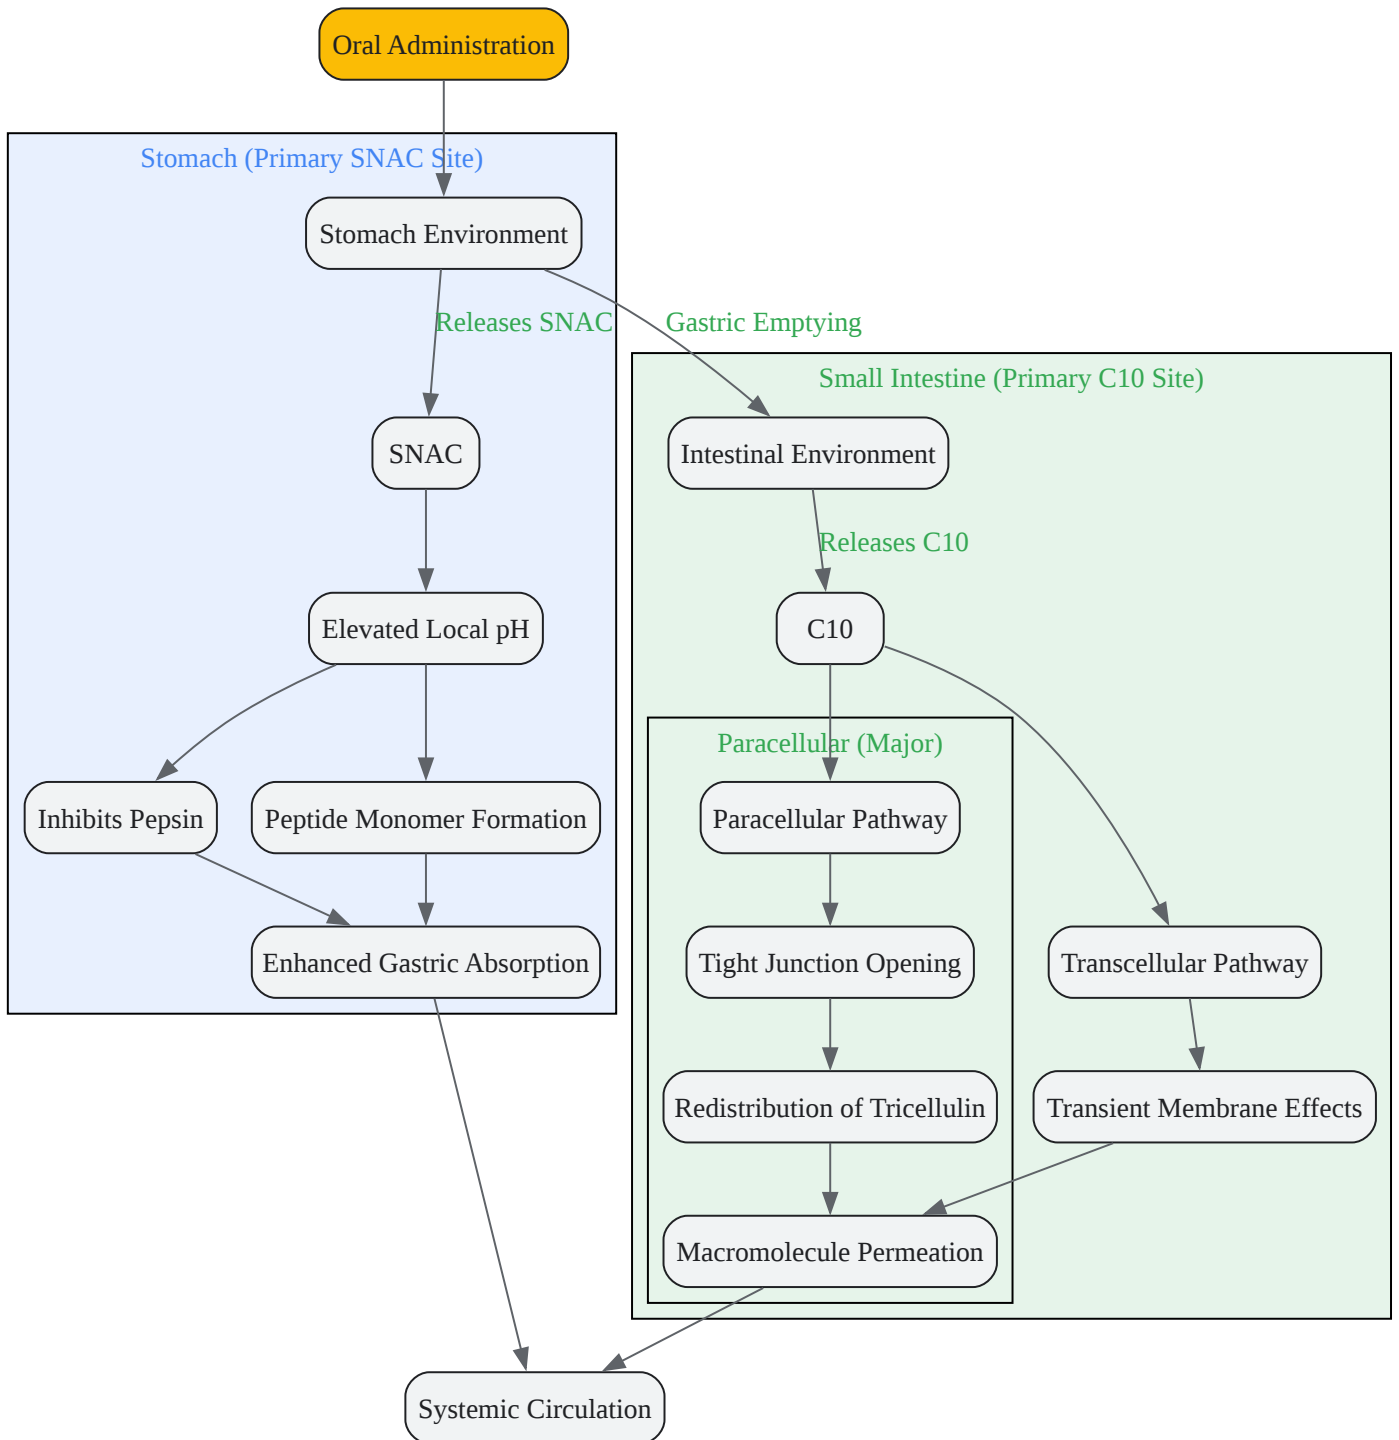 Oral Administration
Stomach (Primary SNAC Site)
Stomach Environment
Releases SNAC
Gastric Emptying
Small Intestine (Primary C10 Site)
SNAC
Intestinal Environment
Releases C10
Elevated Local pH
C10
Paracellular (Major)
Inhibits Pepsin
Peptide Monomer Formation
Paracellular Pathway
Enhanced Gastric Absorption
Tight Junction Opening
Transcellular Pathway
Redistribution of Tricellulin
Transient Membrane Effects
Macromolecule Permeation
Systemic Circulation